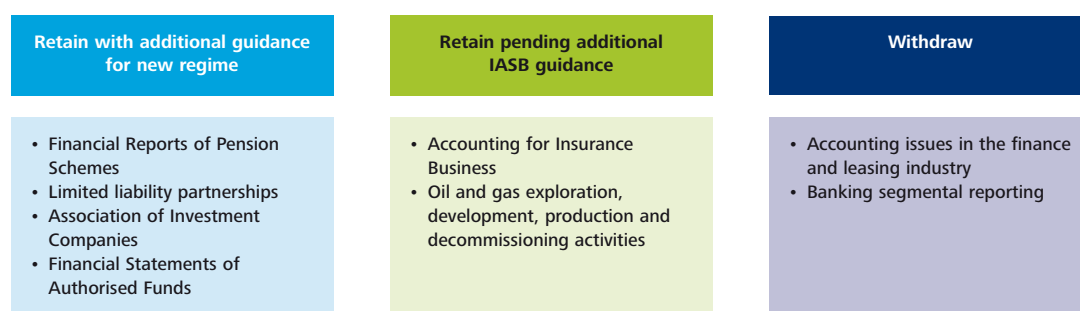 Retain with additional guidance
for new regime
• Financial Reports of Pension
Schemes
• Limited liability partnerships
• Association of Investment
Companies
• Financial Statements of
Authorised Funds
Retain pending additional
IASB guidance
• Accounting for Insurance
Business
• Oil and gas exploration,
development, production and
decommissioning activities
Withdraw
• Accounting issues in the finance
and leasing industry
• Banking segmental reporting